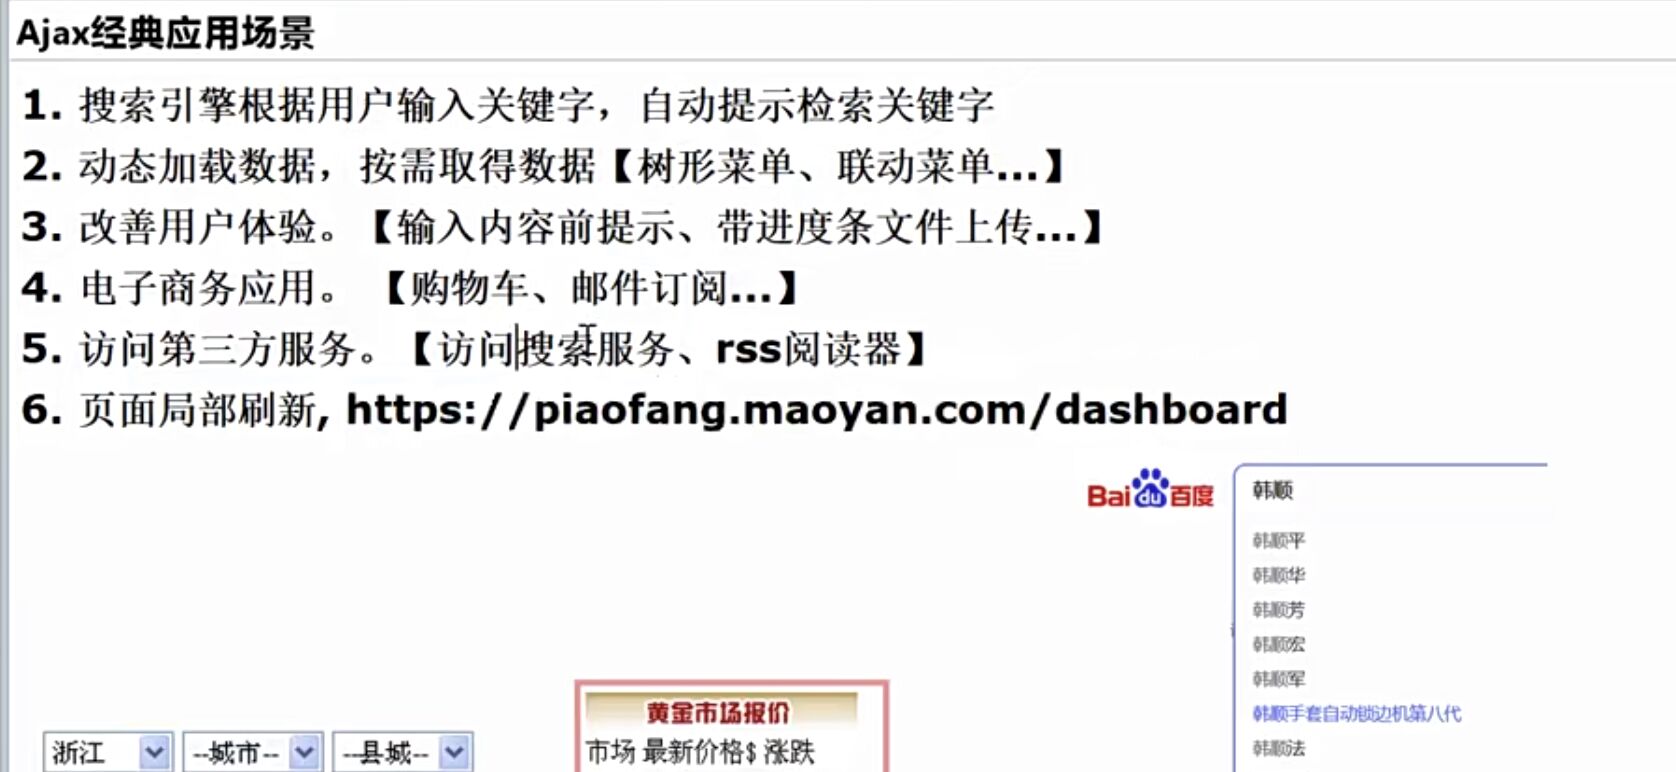 Ajax经典应用场景
1. 搜索引擎根据用户输入关键字，自动提示检索关键字
2. 动态加载数据，按需取得数据【树形菜单、联动菜单...】
3. 改善用户体验。【输入内容前提示、带进度条文件上传...】
4. 电子商务应用。 【购物车、邮件订阅...】
5. 访问第三方服务。【访问搜索服务、rss阅读器】
6. 页面局部刷新, https://piaofang.maoyan.com/dashboard
Bai du 百度
韩顺
韩顺平
韩顺华
韩顺芳
韩顺宏
韩顺军
韩顺手套自动锁边机第八代
韩顺法
黄金市场报价
市场 最新价格$ 涨跌
浙江 --城市-- --县城--